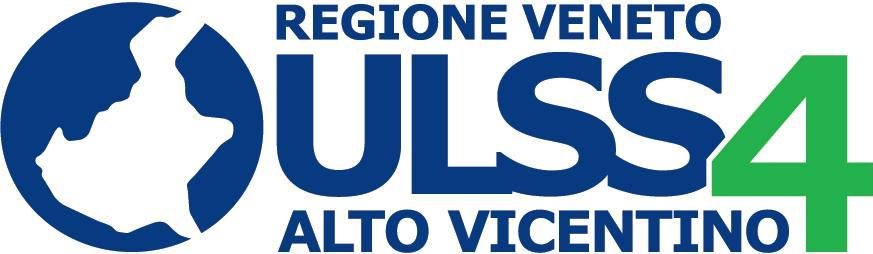 REGIONE VENETO
ULSS4
ALTO VICENTINO